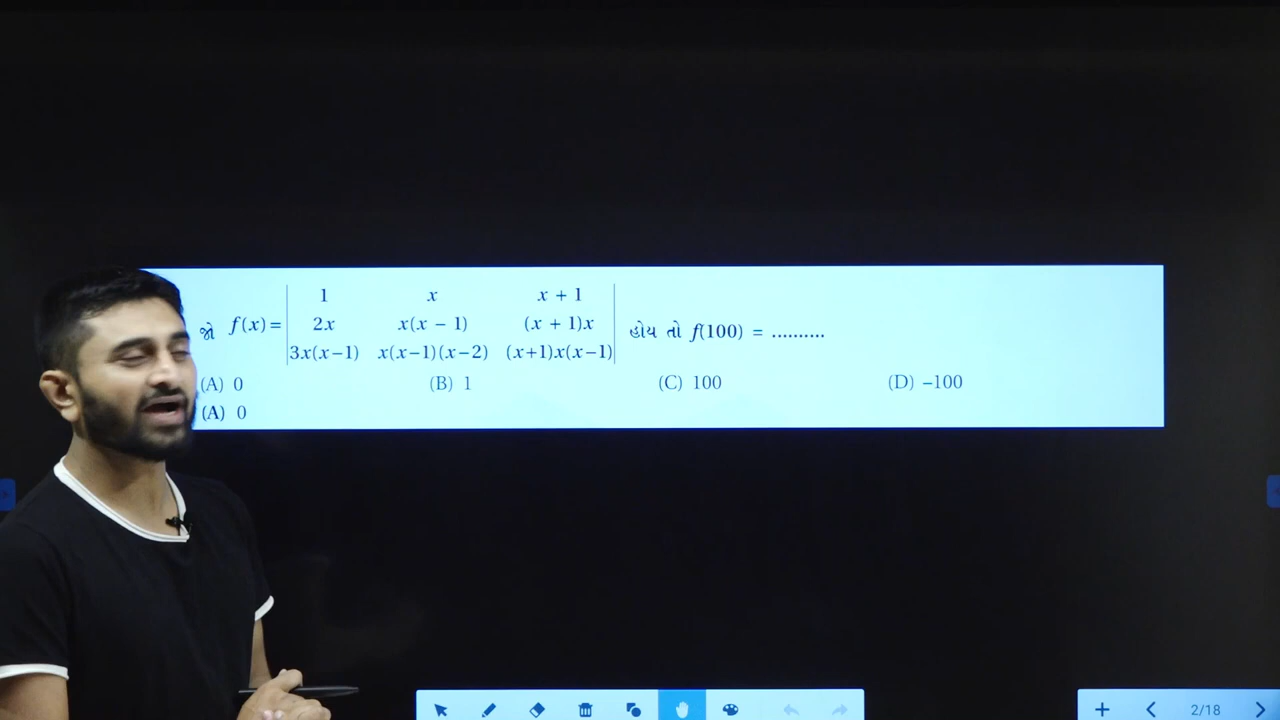 જો f(x) = | 1 x x + 1 |
| 2x x(x − 1) (x + 1)x | હોય તો f(100) = ..........
| 3x(x−1) x(x−1)(x−2) (x+1)x(x−1) |
(A) 0 (B) 1 (C) 100 (D) –100
(A) 0
2/18